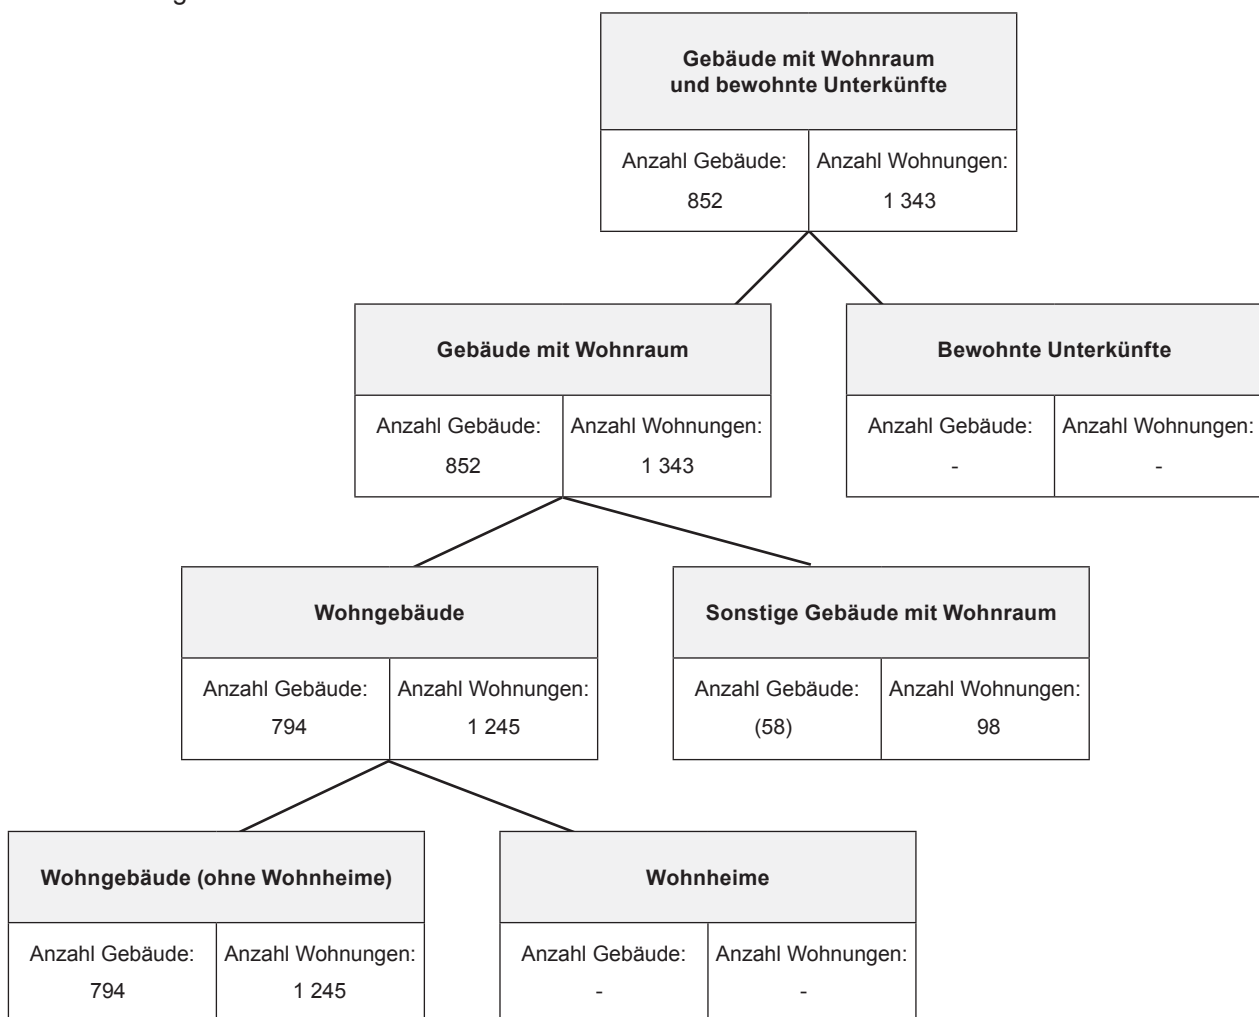 Gebäude mit Wohnraum
und bewohnte Unterkünfte
Anzahl Gebäude:
852
Anzahl Wohnungen:
1 343
Gebäude mit Wohnraum
Anzahl Gebäude:
852
Anzahl Wohnungen:
1 343
Bewohnte Unterkünfte
Anzahl Gebäude:
-
Anzahl Wohnungen:
-
Wohngebäude
Anzahl Gebäude:
794
Anzahl Wohnungen:
1 245
Sonstige Gebäude mit Wohnraum
Anzahl Gebäude:
(58)
Anzahl Wohnungen:
98
Wohngebäude (ohne Wohnheime)
Anzahl Gebäude:
794
Anzahl Wohnungen:
1 245
Wohnheime
Anzahl Gebäude:
-
Anzahl Wohnungen:
-